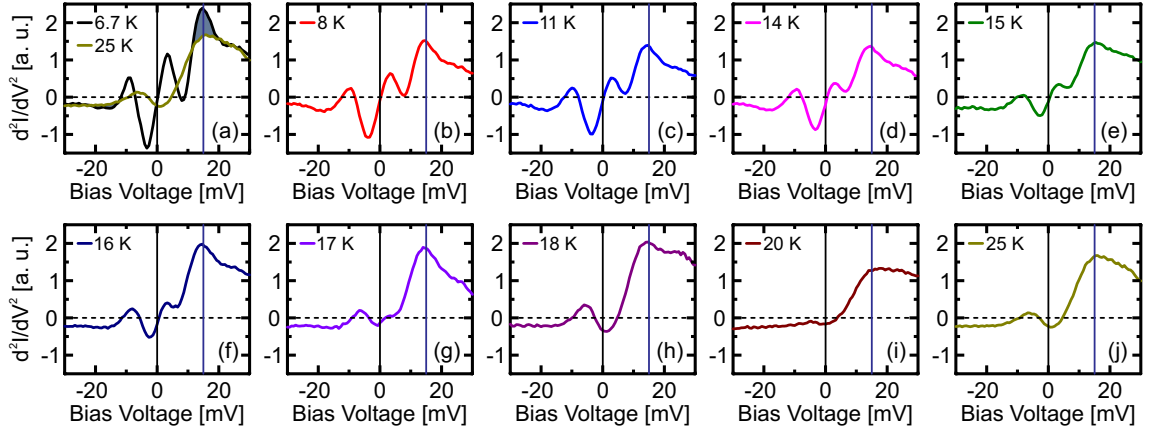 d²I/dV² [a. u.]
2
1
0
-1
6.7 K
25 K
(a)
-20 0 20
Bias Voltage [mV]
8 K
(b)
-20 0 20
Bias Voltage [mV]
11 K
(c)
-20 0 20
Bias Voltage [mV]
14 K
(d)
-20 0 20
Bias Voltage [mV]
15 K
(e)
-20 0 20
Bias Voltage [mV]
d²I/dV² [a. u.]
2
1
0
-1
16 K
(f)
-20 0 20
Bias Voltage [mV]
17 K
(g)
-20 0 20
Bias Voltage [mV]
18 K
(h)
-20 0 20
Bias Voltage [mV]
20 K
(i)
-20 0 20
Bias Voltage [mV]
25 K
(j)
-20 0 20
Bias Voltage [mV]